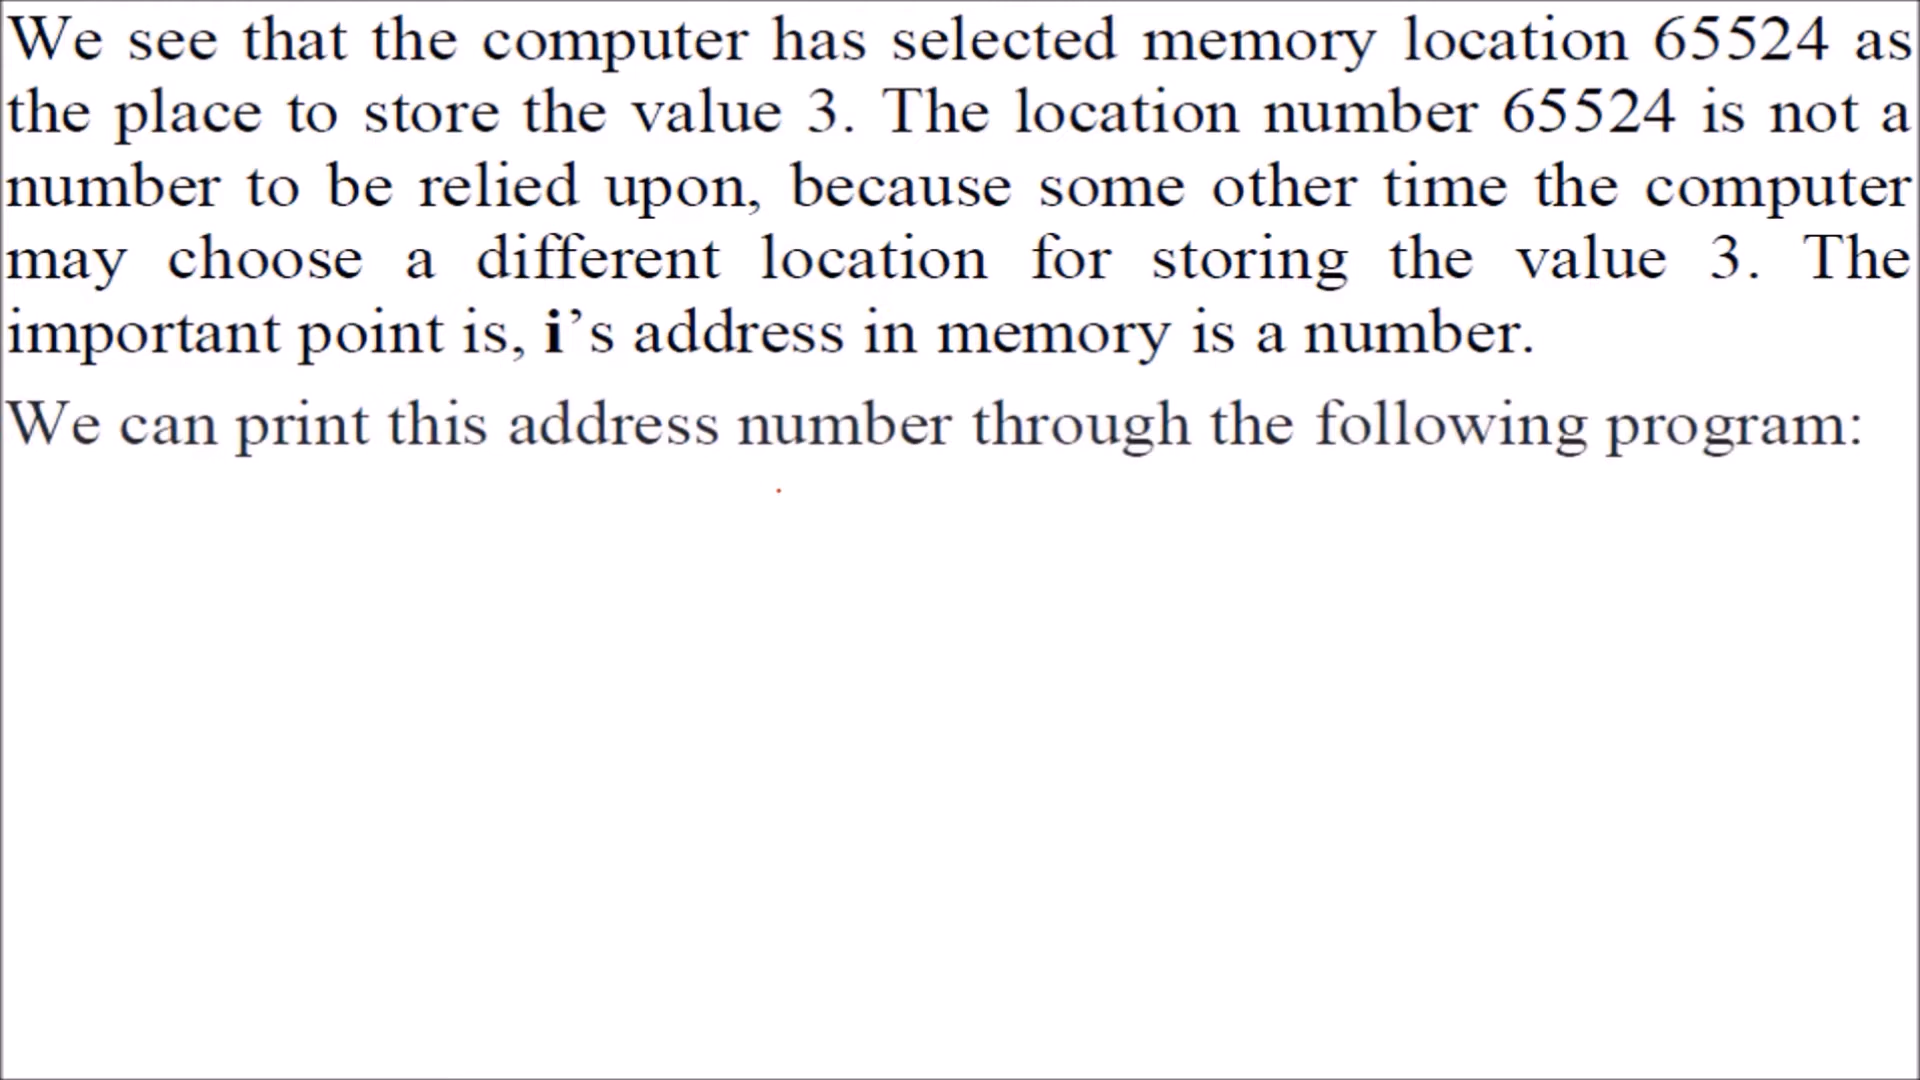 We see that the computer has selected memory location 65524 as
the place to store the value 3. The location number 65524 is not a
number to be relied upon, because some other time the computer
may choose a different location for storing the value 3. The
important point is, i’s address in memory is a number.
We can print this address number through the following program: